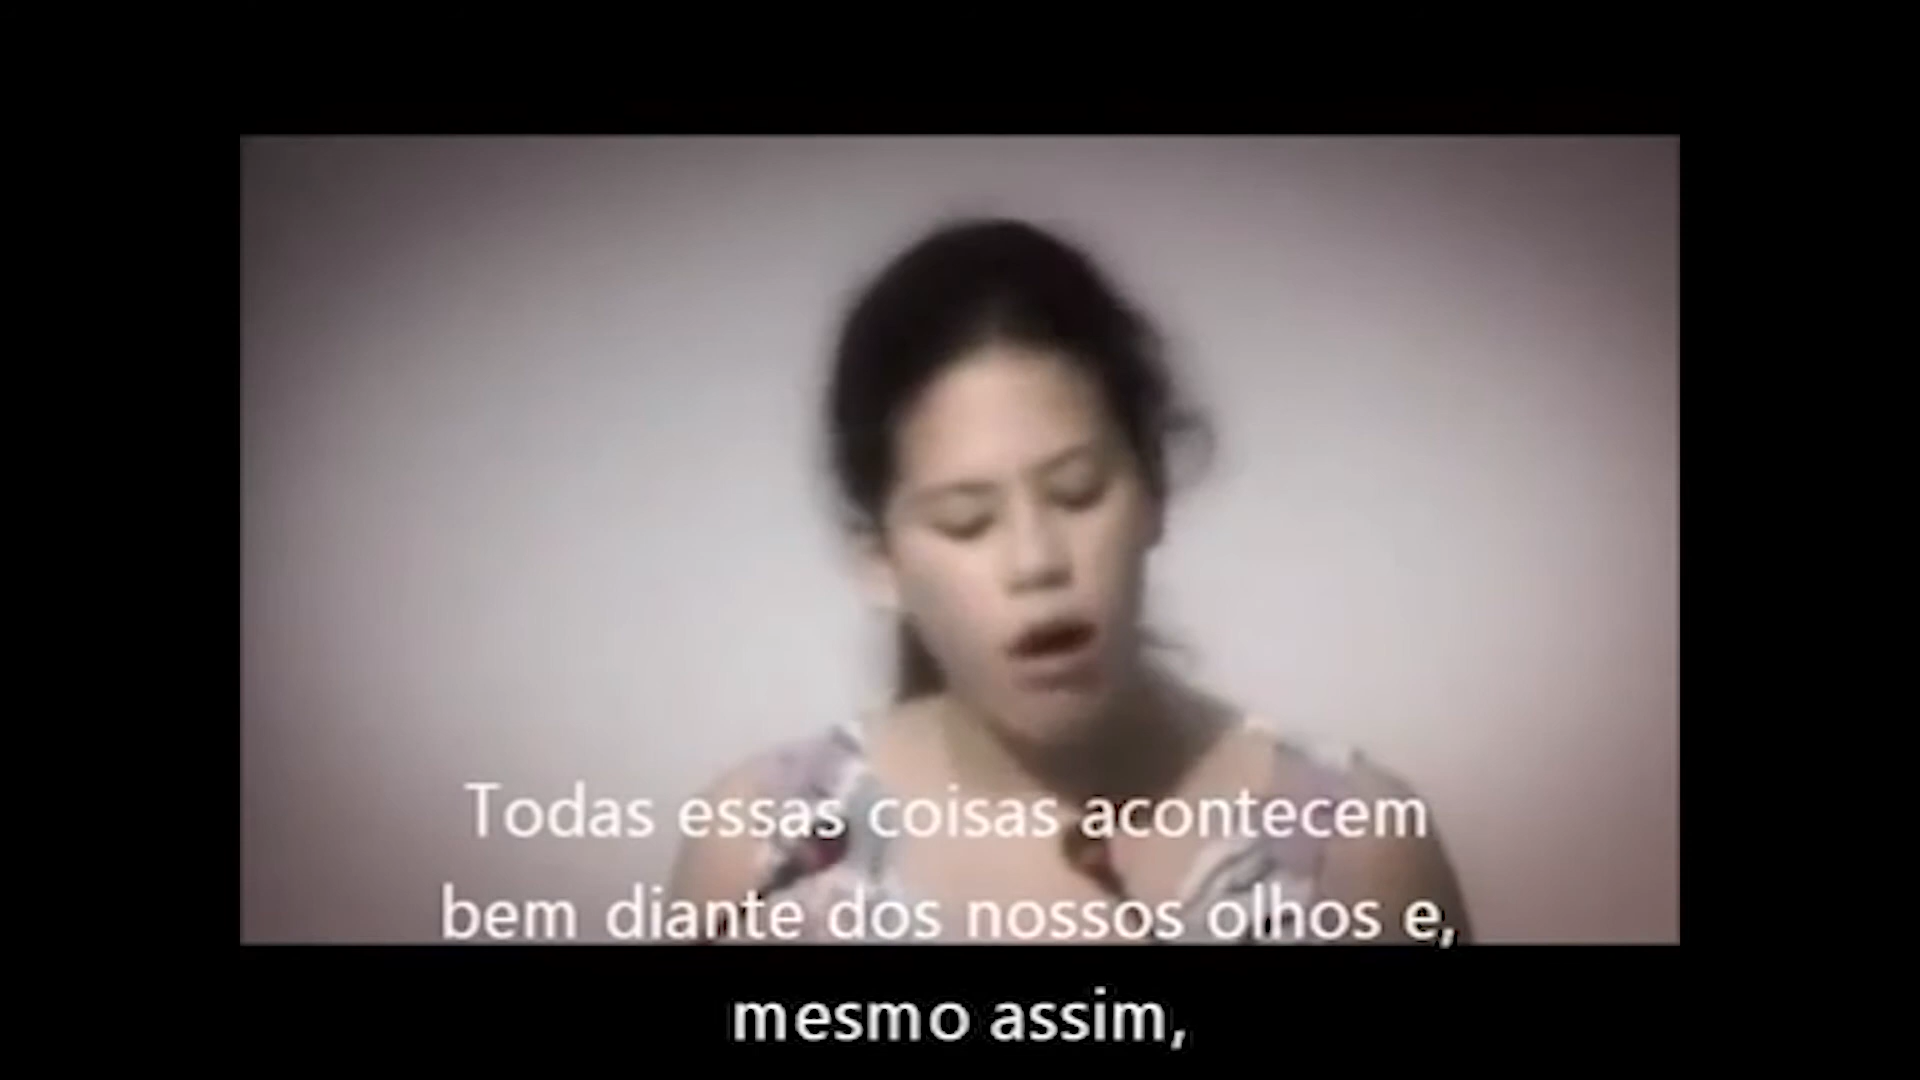 Todas essas coisas acontecem
bem diante dos nossos olhos e,
mesmo assim,